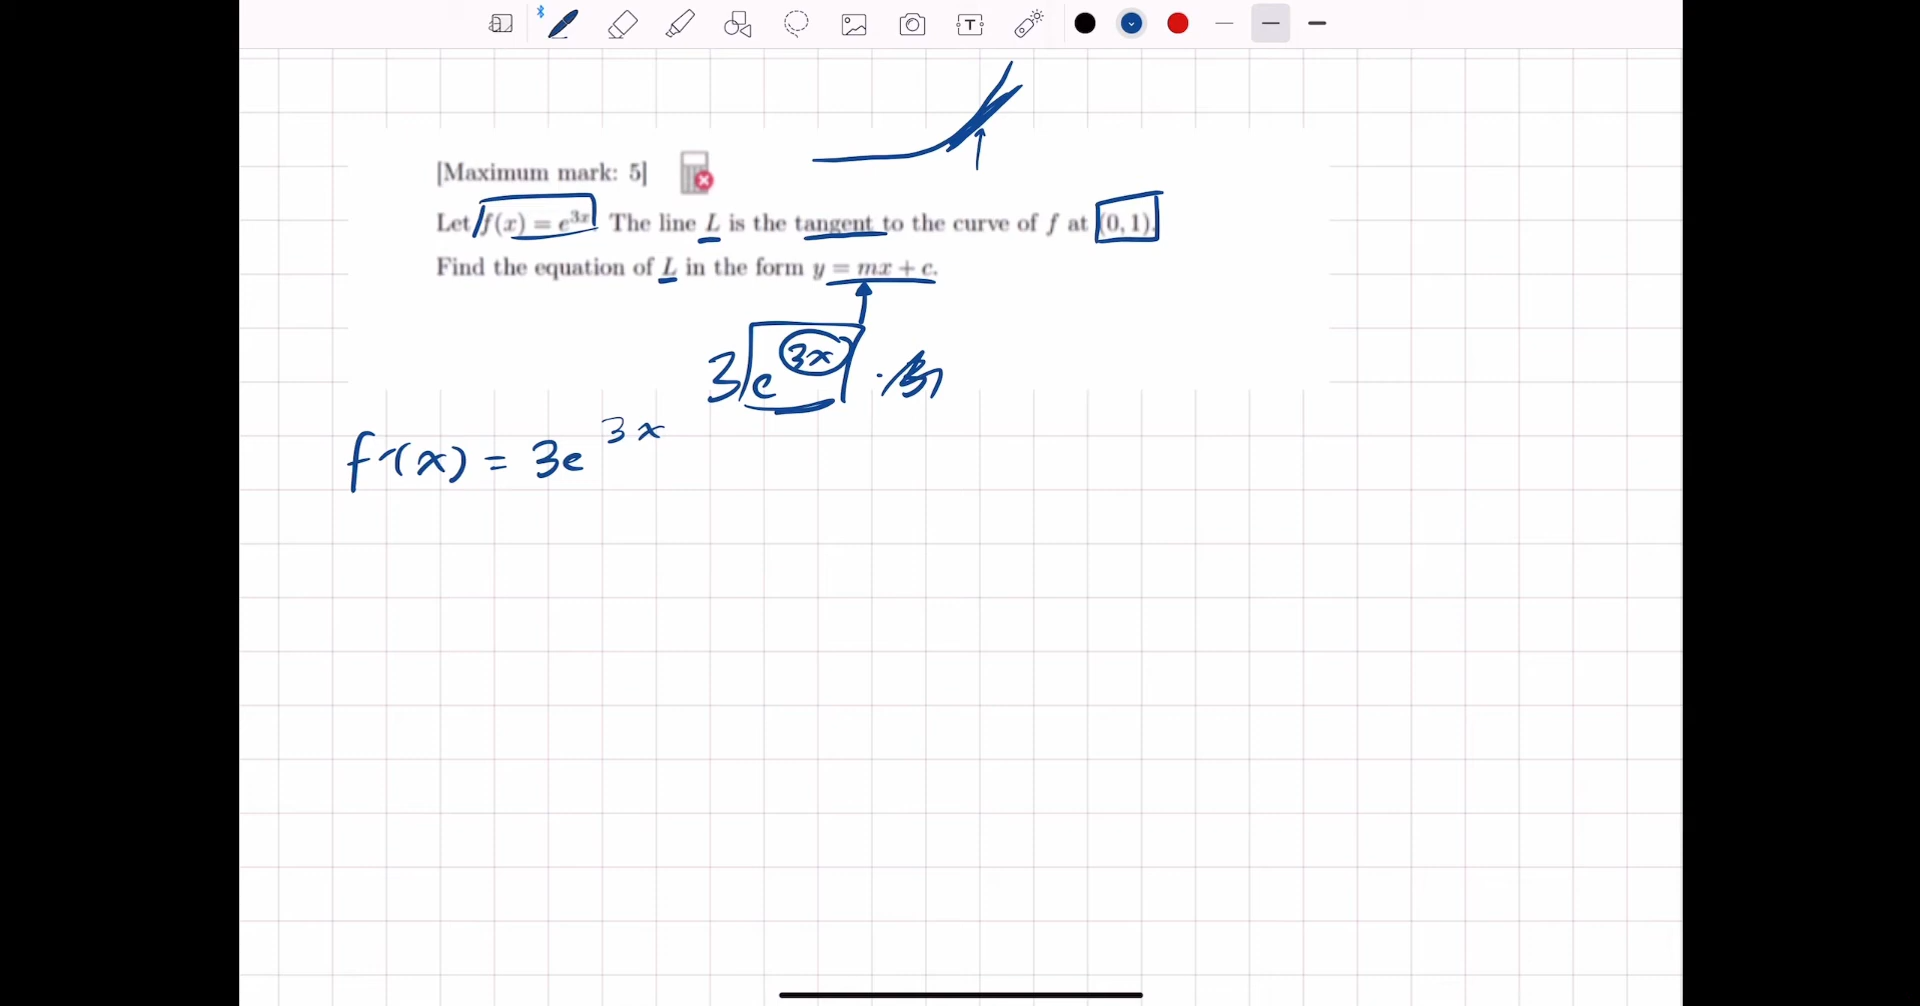 [Maximum mark: 5]
Let f(x) = e^{3x}. The line L is the tangent to the curve of f at (0, 1).
Find the equation of L in the form y = mx + c.
3 e^{3x} ·
f'(x) = 3e^{3x}